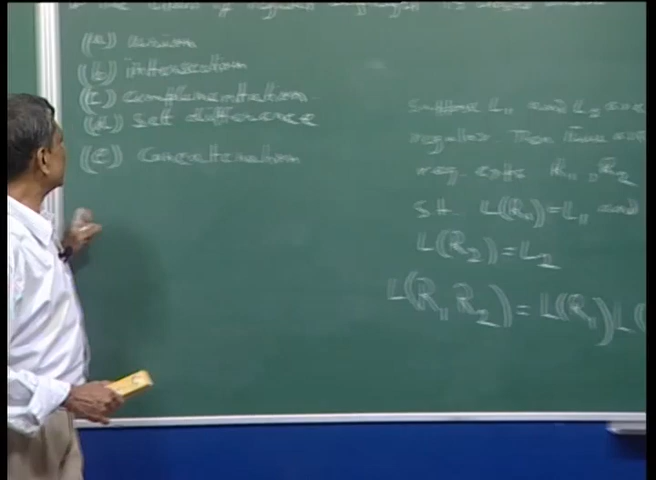 (a) union
(b) intersection
(c) complementation
(d) set difference
(e) Concatenation
Suppose L₁ and L₂ are
regular. Then there are
reg. exps R₁, R₂
s.t. L(R₁)=L₁ and
L(R₂)=L₂
L(R₁R₂)=L(R₁)L(